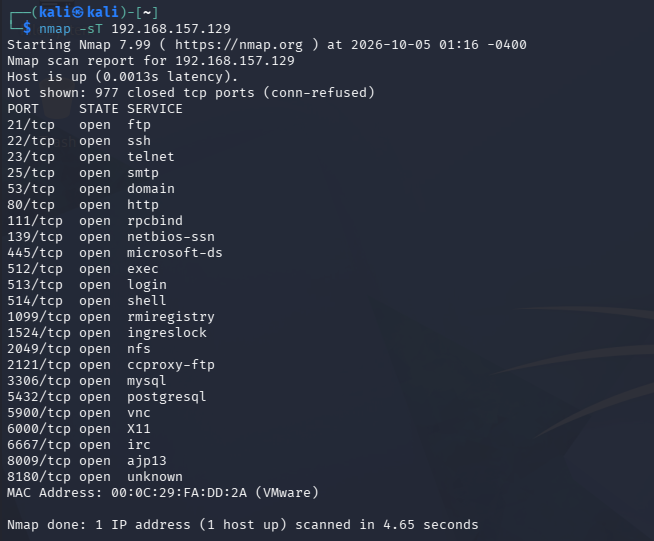 ┌──(kali㉿kali)-[~]
└─$ nmap -sT 192.168.157.129
Starting Nmap 7.99 ( https://nmap.org ) at 2026-10-05 01:16 -0400
Nmap scan report for 192.168.157.129
Host is up (0.0013s latency).
Not shown: 977 closed tcp ports (conn-refused)
PORT     STATE SERVICE
21/tcp   open  ftp
22/tcp   open  ssh
23/tcp   open  telnet
25/tcp   open  smtp
53/tcp   open  domain
80/tcp   open  http
111/tcp  open  rpcbind
139/tcp  open  netbios-ssn
445/tcp  open  microsoft-ds
512/tcp  open  exec
513/tcp  open  login
514/tcp  open  shell
1099/tcp open  rmiregistry
1524/tcp open  ingreslock
2049/tcp open  nfs
2121/tcp open  ccproxy-ftp
3306/tcp open  mysql
5432/tcp open  postgresql
5900/tcp open  vnc
6000/tcp open  X11
6667/tcp open  irc
8009/tcp open  ajp13
8180/tcp open  unknown
MAC Address: 00:0C:29:FA:DD:2A (VMware)
Nmap done: 1 IP address (1 host up) scanned in 4.65 seconds